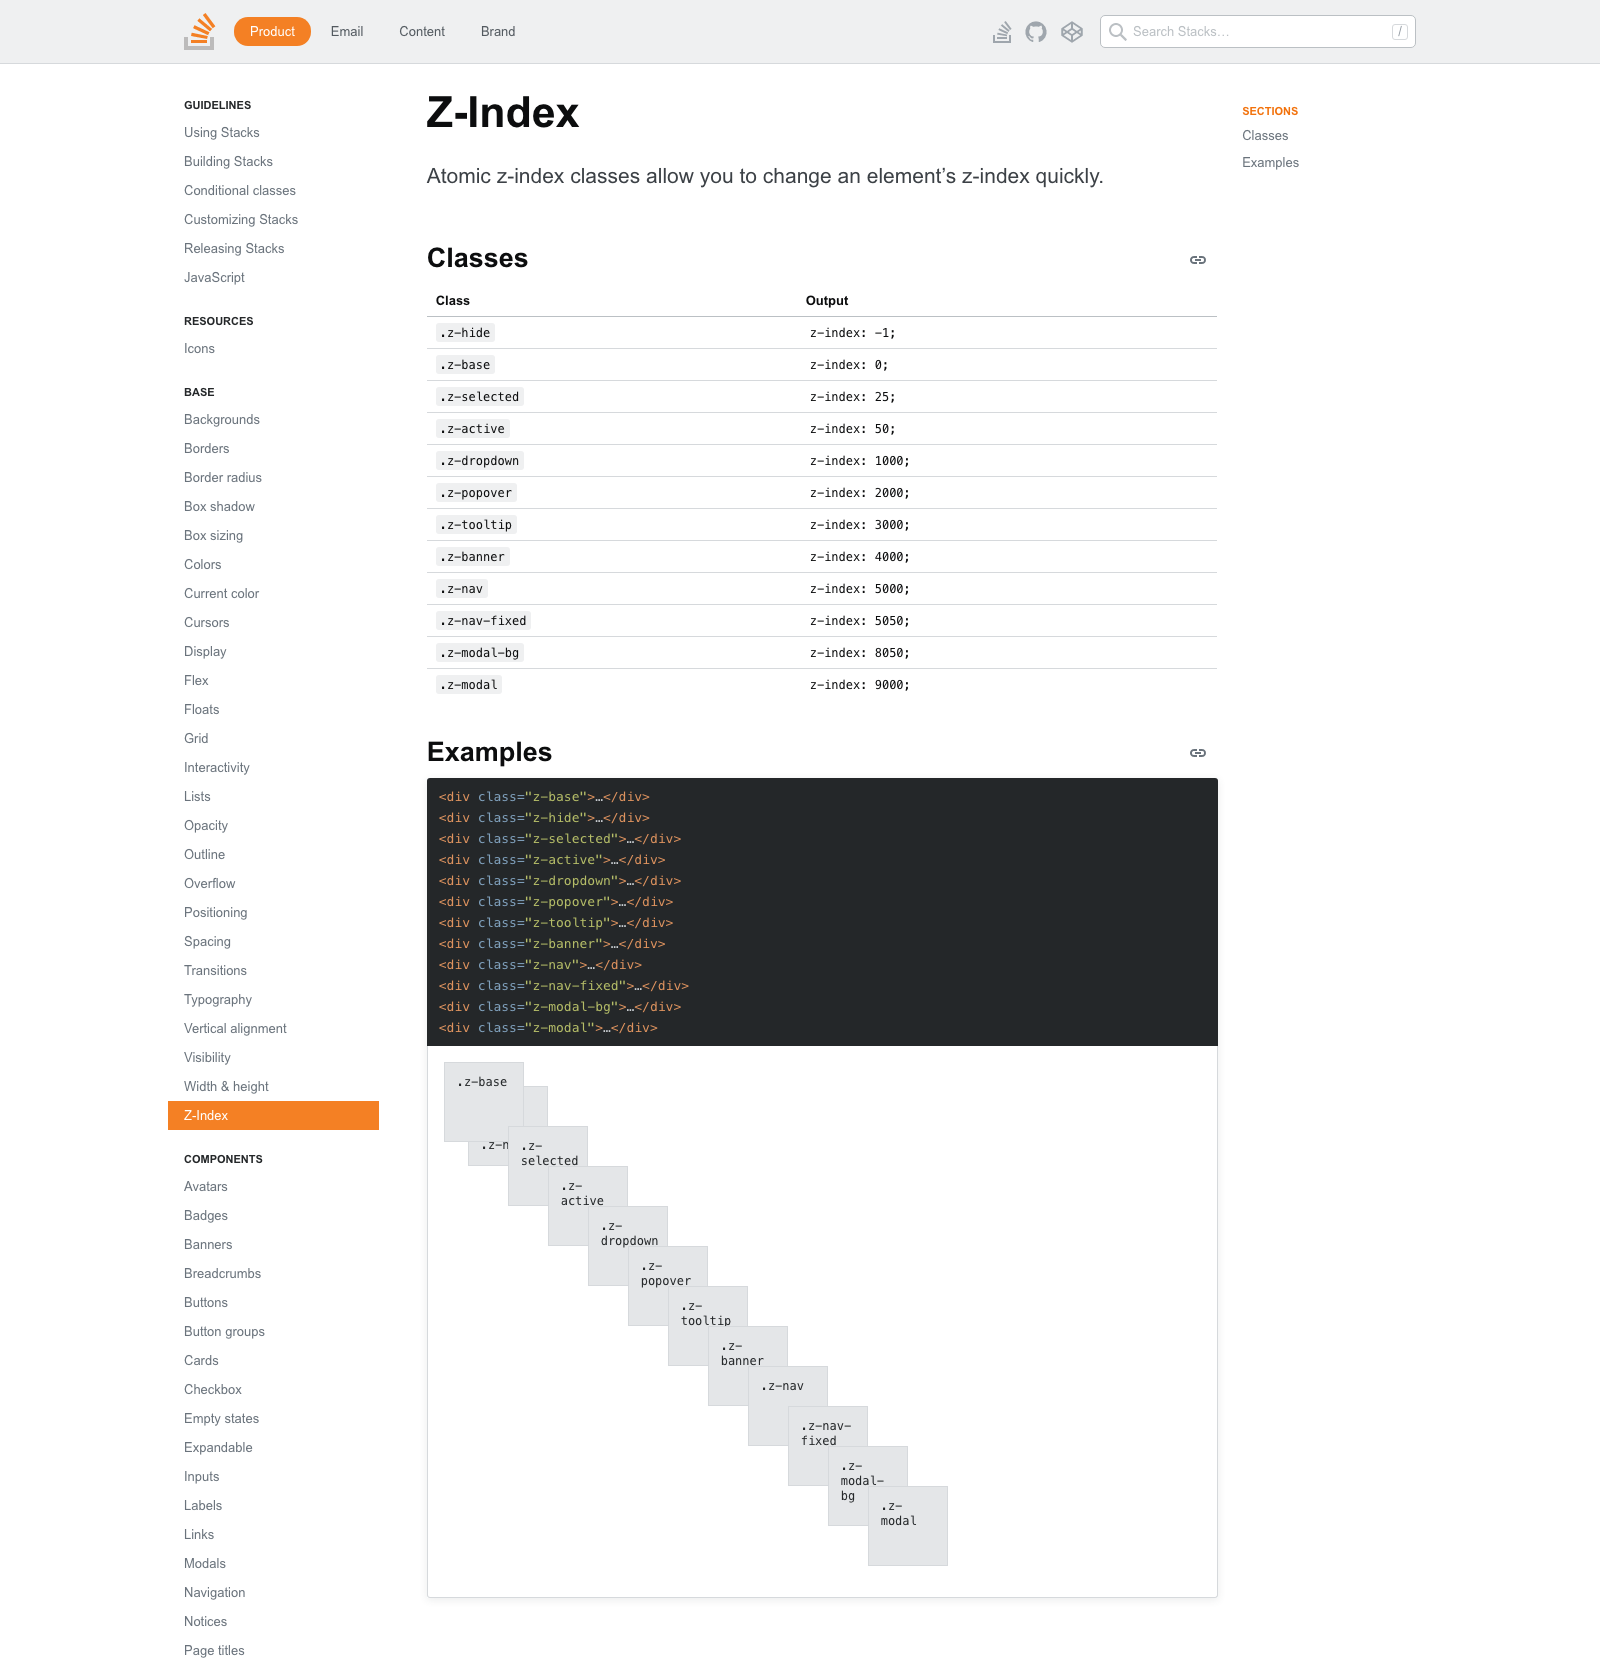 Product
Email
Content
Brand
Search Stacks…
/
GUIDELINES
Using Stacks
Building Stacks
Conditional classes
Customizing Stacks
Releasing Stacks
JavaScript
RESOURCES
Icons
BASE
Backgrounds
Borders
Border radius
Box shadow
Box sizing
Colors
Current color
Cursors
Display
Flex
Floats
Grid
Interactivity
Lists
Opacity
Outline
Overflow
Positioning
Spacing
Transitions
Typography
Vertical alignment
Visibility
Width & height
Z-Index
COMPONENTS
Avatars
Badges
Banners
Breadcrumbs
Buttons
Button groups
Cards
Checkbox
Empty states
Expandable
Inputs
Labels
Links
Modals
Navigation
Notices
Page titles
Z-Index
Atomic z-index classes allow you to change an element’s z-index quickly.
Classes
Class Output
.z-hide z-index: -1;
.z-base z-index: 0;
.z-selected z-index: 25;
.z-active z-index: 50;
.z-dropdown z-index: 1000;
.z-popover z-index: 2000;
.z-tooltip z-index: 3000;
.z-banner z-index: 4000;
.z-nav z-index: 5000;
.z-nav-fixed z-index: 5050;
.z-modal-bg z-index: 8050;
.z-modal z-index: 9000;
Examples
<div class="z-base">…</div>
<div class="z-hide">…</div>
<div class="z-selected">…</div>
<div class="z-active">…</div>
<div class="z-dropdown">…</div>
<div class="z-popover">…</div>
<div class="z-tooltip">…</div>
<div class="z-banner">…</div>
<div class="z-nav">…</div>
<div class="z-nav-fixed">…</div>
<div class="z-modal-bg">…</div>
<div class="z-modal">…</div>
.z-base
.z-
selected
.z-
active
.z-
dropdown
.z-
popover
.z-
tooltip
.z-
banner
.z-nav
.z-nav-
fixed
.z-
modal-
bg
.z-
modal
SECTIONS
Classes
Examples